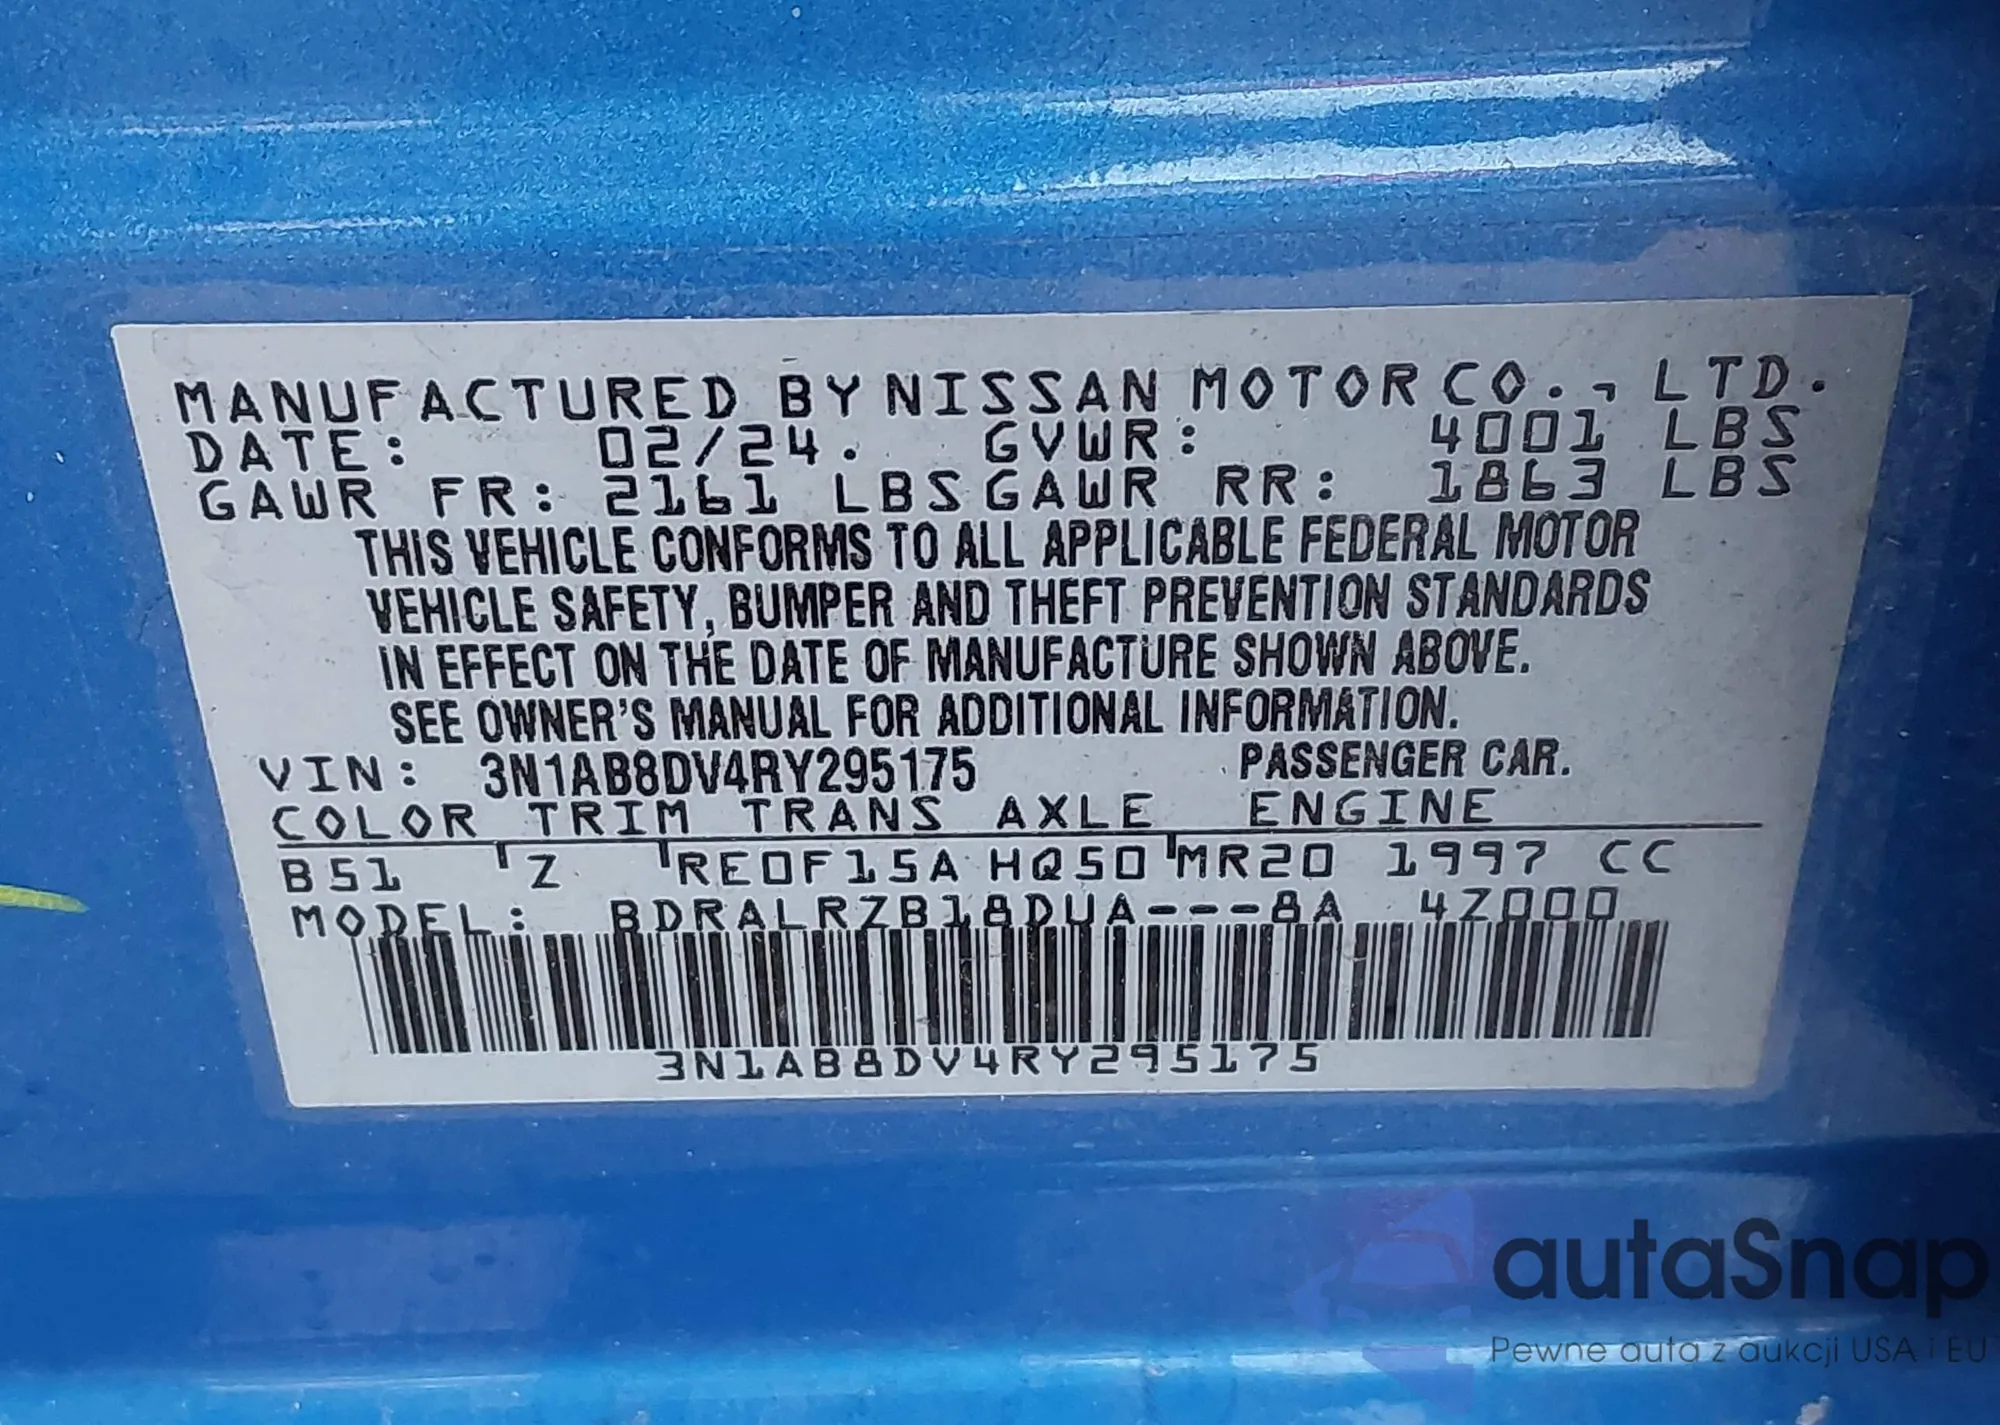 MANUFACTURED BY NISSAN MOTOR CO., LTD.
DATE: 02/24. GVWR: 4001 LBS
GAWR FR: 2161 LBS GAWR RR: 1863 LBS
THIS VEHICLE CONFORMS TO ALL APPLICABLE FEDERAL MOTOR
VEHICLE SAFETY, BUMPER AND THEFT PREVENTION STANDARDS
IN EFFECT ON THE DATE OF MANUFACTURE SHOWN ABOVE.
SEE OWNER'S MANUAL FOR ADDITIONAL INFORMATION.
VIN: 3N1AB8DV4RY295175 PASSENGER CAR.
COLOR TRIM TRANS AXLE ENGINE
B51 Z RE0F15A HQ50 MR20 1997 CC
MODEL: BDRALRZB18DUA---8A 4Z000
3N1AB8DV4RY295175
autaSnap
Pewne auta z aukcji USA i EU